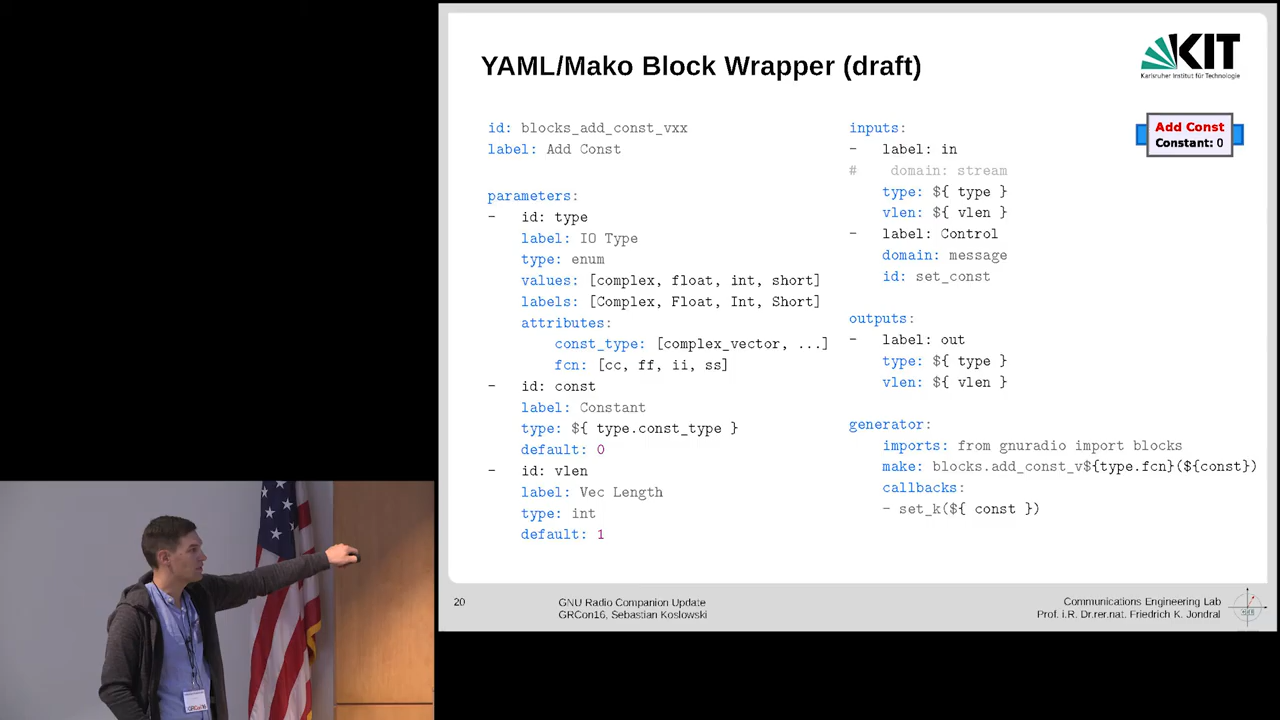 YAML/Mako Block Wrapper (draft)
KIT
Karlsruher Institut für Technologie
id: blocks_add_const_vxx
label: Add Const
parameters:
- id: type
label: IO Type
type: enum
values: [complex, float, int, short]
labels: [Complex, Float, Int, Short]
attributes:
const_type: [complex_vector, ...]
fcn: [cc, ff, ii, ss]
- id: const
label: Constant
type: ${ type.const_type }
default: 0
- id: vlen
label: Vec Length
type: int
default: 1
inputs:
- label: in
# domain: stream
type: ${ type }
vlen: ${ vlen }
- label: Control
domain: message
id: set_const
outputs:
- label: out
type: ${ type }
vlen: ${ vlen }
generator:
imports: from gnuradio import blocks
make: blocks.add_const_v${type.fcn}(${const})
callbacks:
- set_k(${ const })
Add Const
Constant: 0
20
GNU Radio Companion Update
GRCon16, Sebastian Koslowski
Communications Engineering Lab
Prof. i.R. Dr.rer.nat. Friedrich K. Jondral
GRCon16